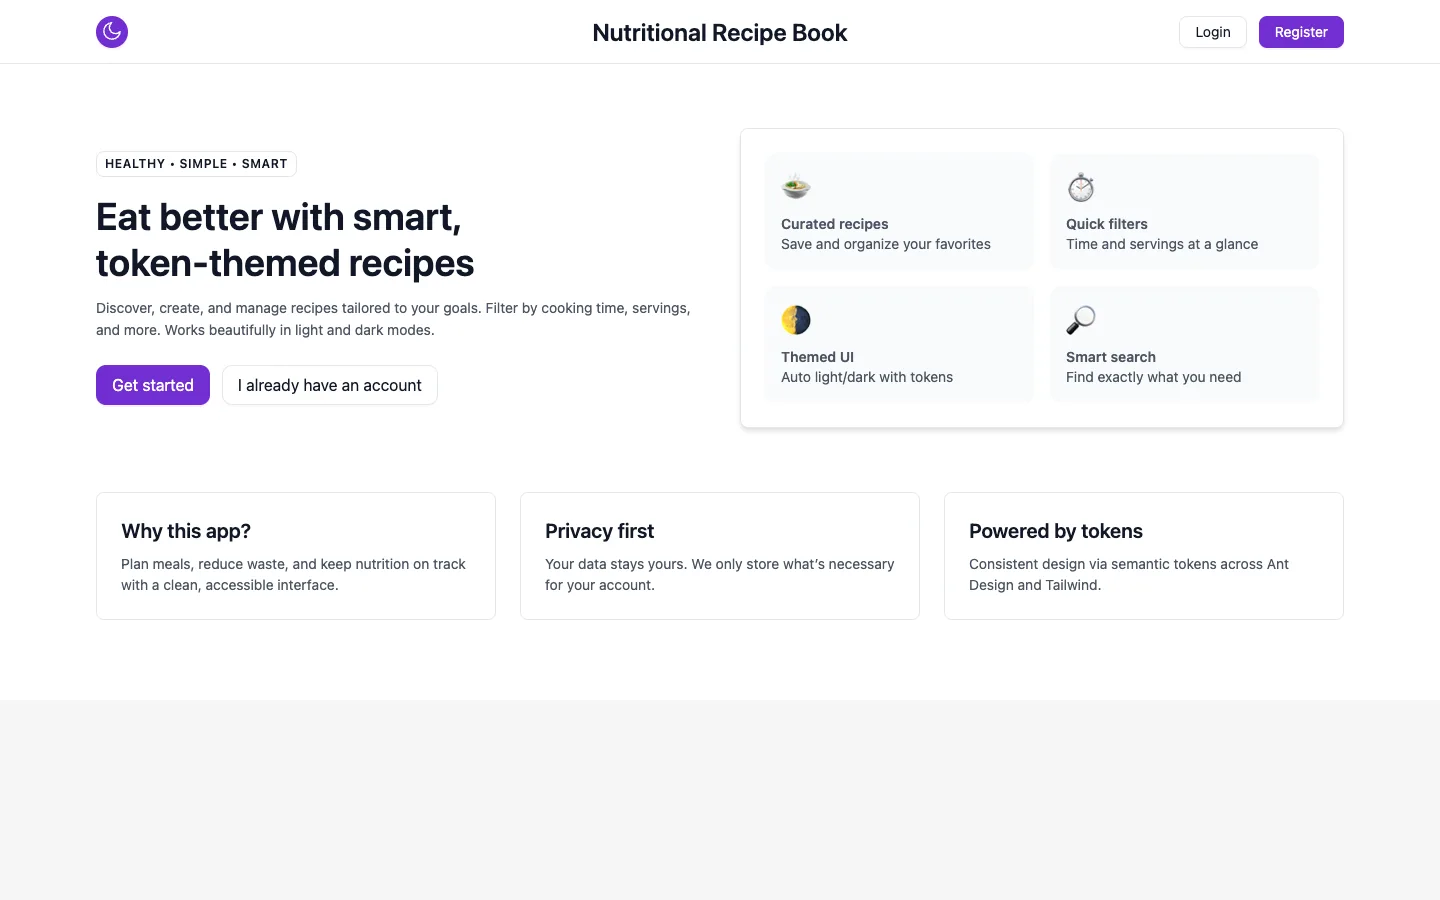 Nutritional Recipe Book
Login
Register
HEALTHY • SIMPLE • SMART
Eat better with smart,
token-themed recipes
Discover, create, and manage recipes tailored to your goals. Filter by cooking time, servings,
and more. Works beautifully in light and dark modes.
Get started
I already have an account
Curated recipes
Save and organize your favorites
Quick filters
Time and servings at a glance
Themed UI
Auto light/dark with tokens
Smart search
Find exactly what you need
Why this app?
Plan meals, reduce waste, and keep nutrition on track
with a clean, accessible interface.
Privacy first
Your data stays yours. We only store what’s necessary
for your account.
Powered by tokens
Consistent design via semantic tokens across Ant
Design and Tailwind.